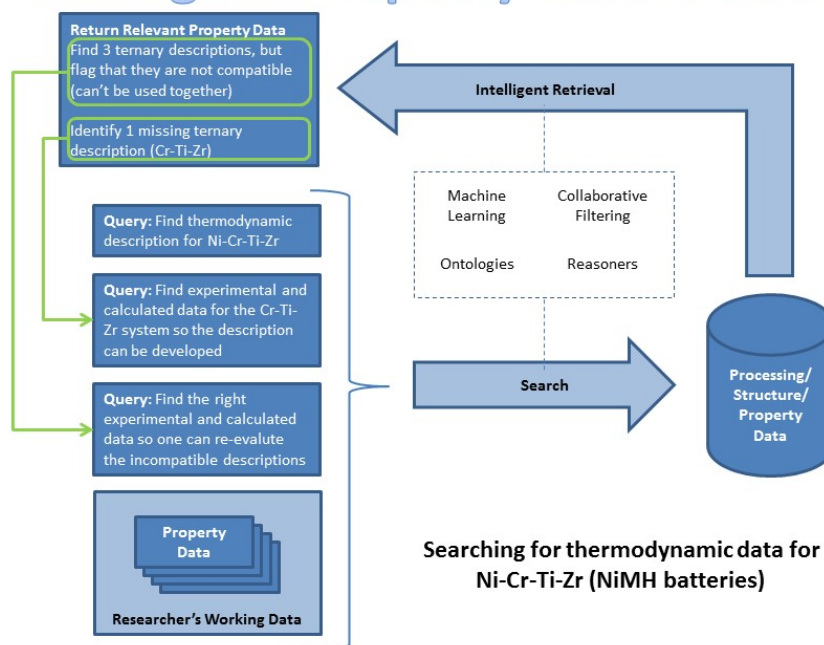 Return Relevant Property Data
Find 3 ternary descriptions, but
flag that they are not compatible
(can't be used together)
Identify 1 missing ternary
description (Cr-Ti-Zr)
Intelligent Retrieval
Machine
Learning
Collaborative
Filtering
Ontologies
Reasoners
Query: Find thermodynamic
description for Ni-Cr-Ti-Zr
Query: Find experimental and
calculated data for the Cr-Ti-
Zr system so the description
can be developed
Query: Find the right
experimental and calculated
data so one can re-evaluate
the incompatible descriptions
Search
Processing/
Structure/
Property
Data
Property
Data
Researcher's Working Data
Searching for thermodynamic data for
Ni-Cr-Ti-Zr (NiMH batteries)